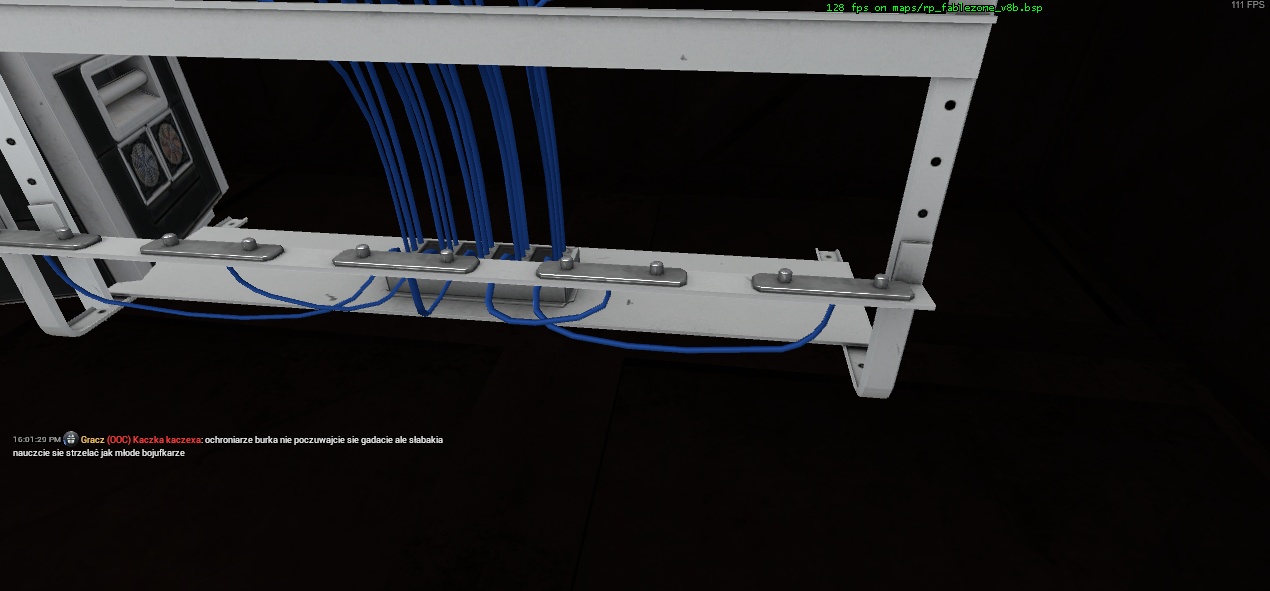 128 fps on maps/rp_fablezone_v8b.bsp
111 FPS
16:01:29 PM Gracz (OOC) Kaczka kaczexa: ochroniarze burka nie poczuwajcie sie gadacie ale słabakia
nauczcie sie strzelać jak młode bojufkarze